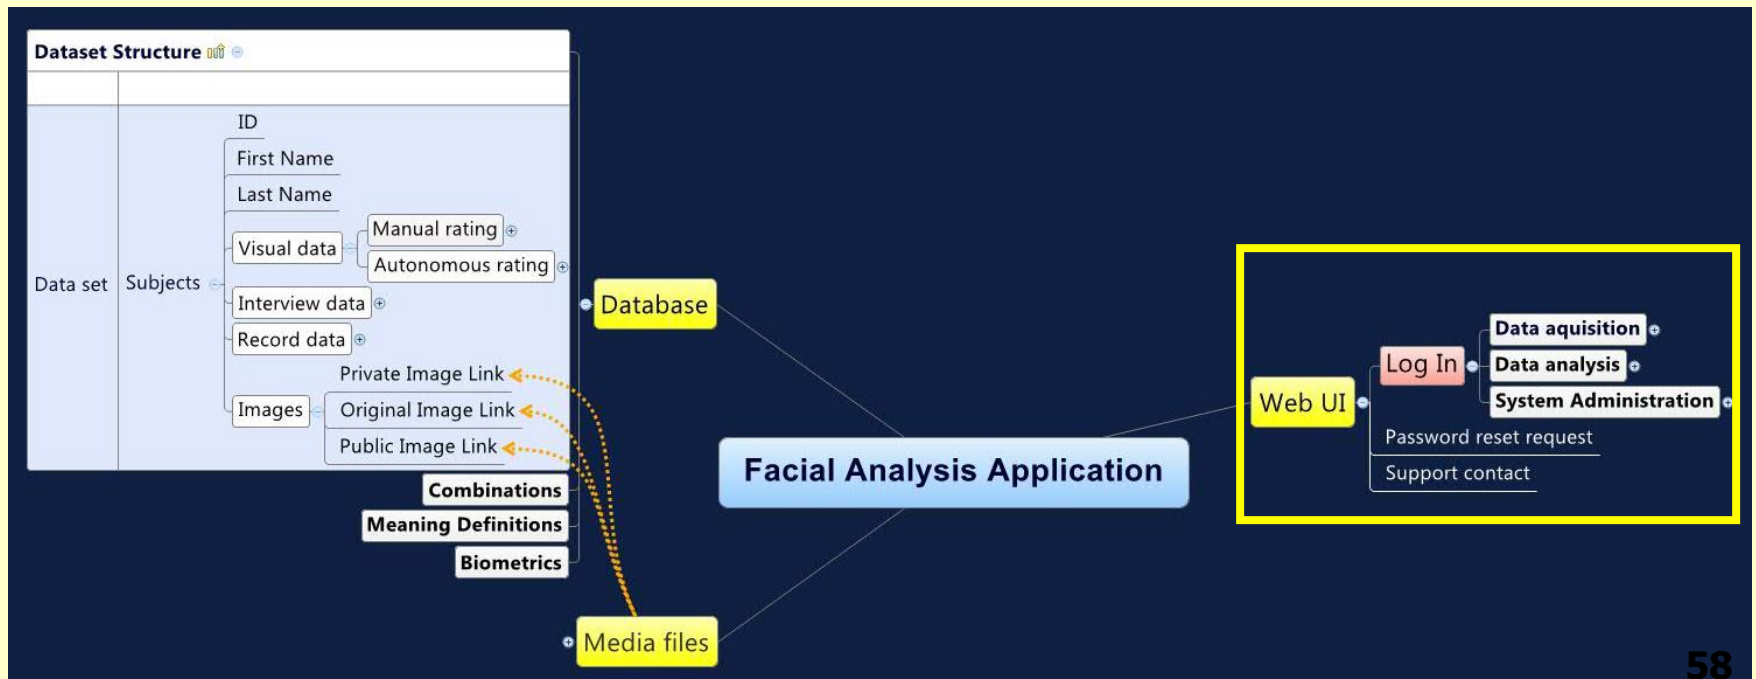 Dataset Structure
ID
First Name
Last Name
Data set
Subjects
Visual data
Manual rating
Autonomous rating
Interview data
Record data
Images
Private Image Link
Original Image Link
Public Image Link
Combinations
Meaning Definitions
Biometrics
Database
Media files
Facial Analysis Application
Web UI
Log In
Data aquisition
Data analysis
System Administration
Password reset request
Support contact
58